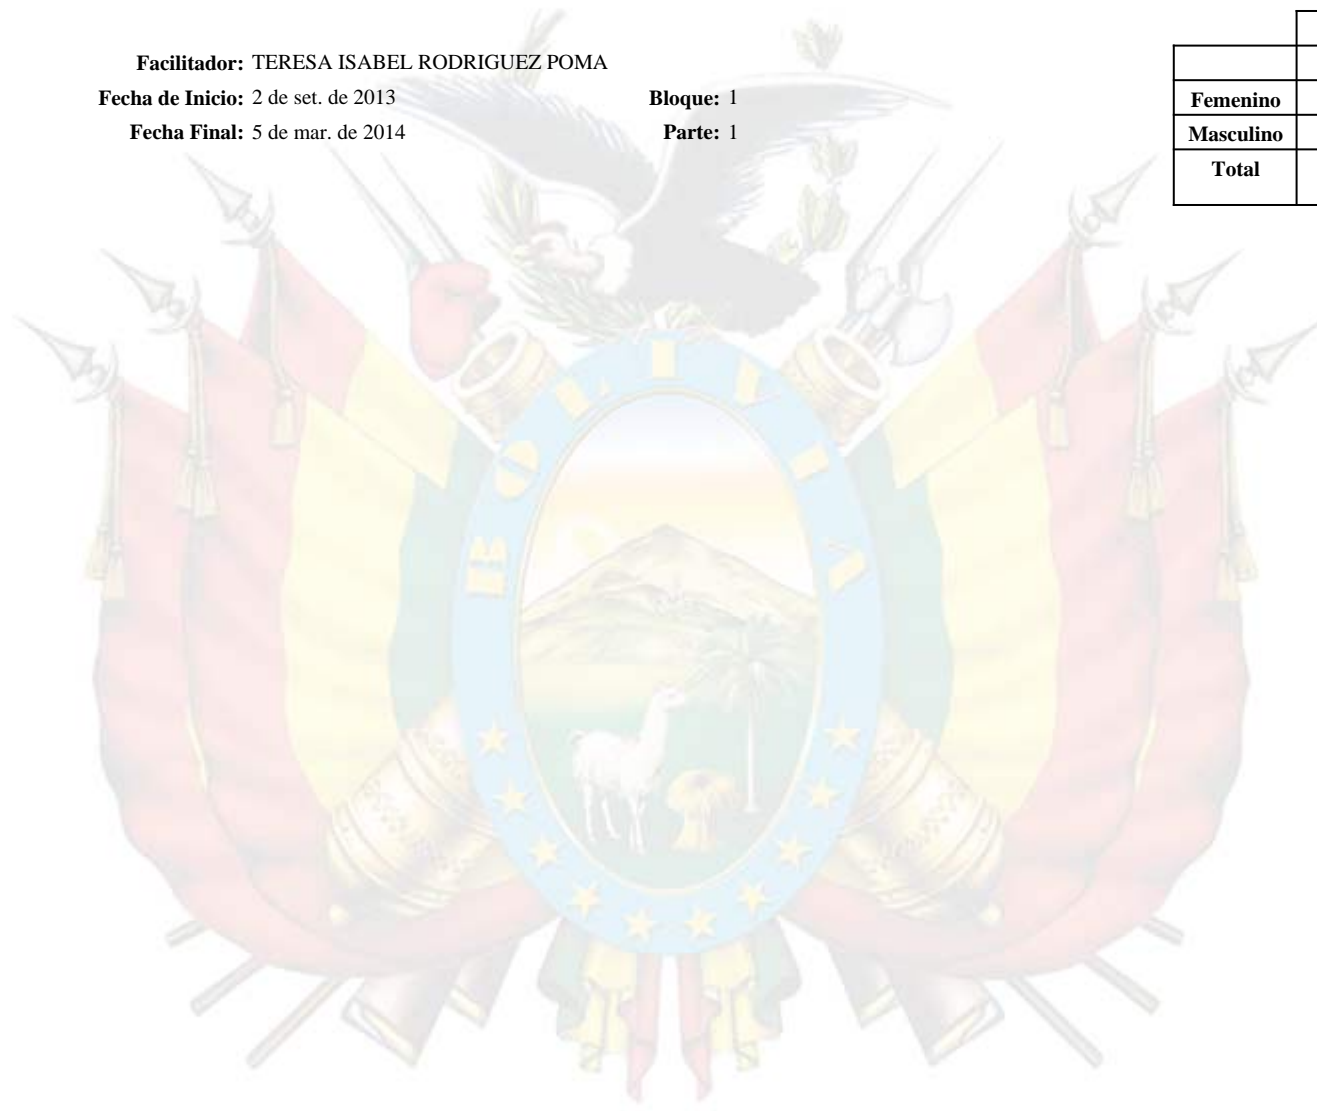 Facilitador: TERESA ISABEL RODRIGUEZ POMA
Fecha de Inicio: 2 de set. de 2013 Bloque: 1
Fecha Final: 5 de mar. de 2014 Parte: 1
Femenino
Masculino
Total
BOLIVIA